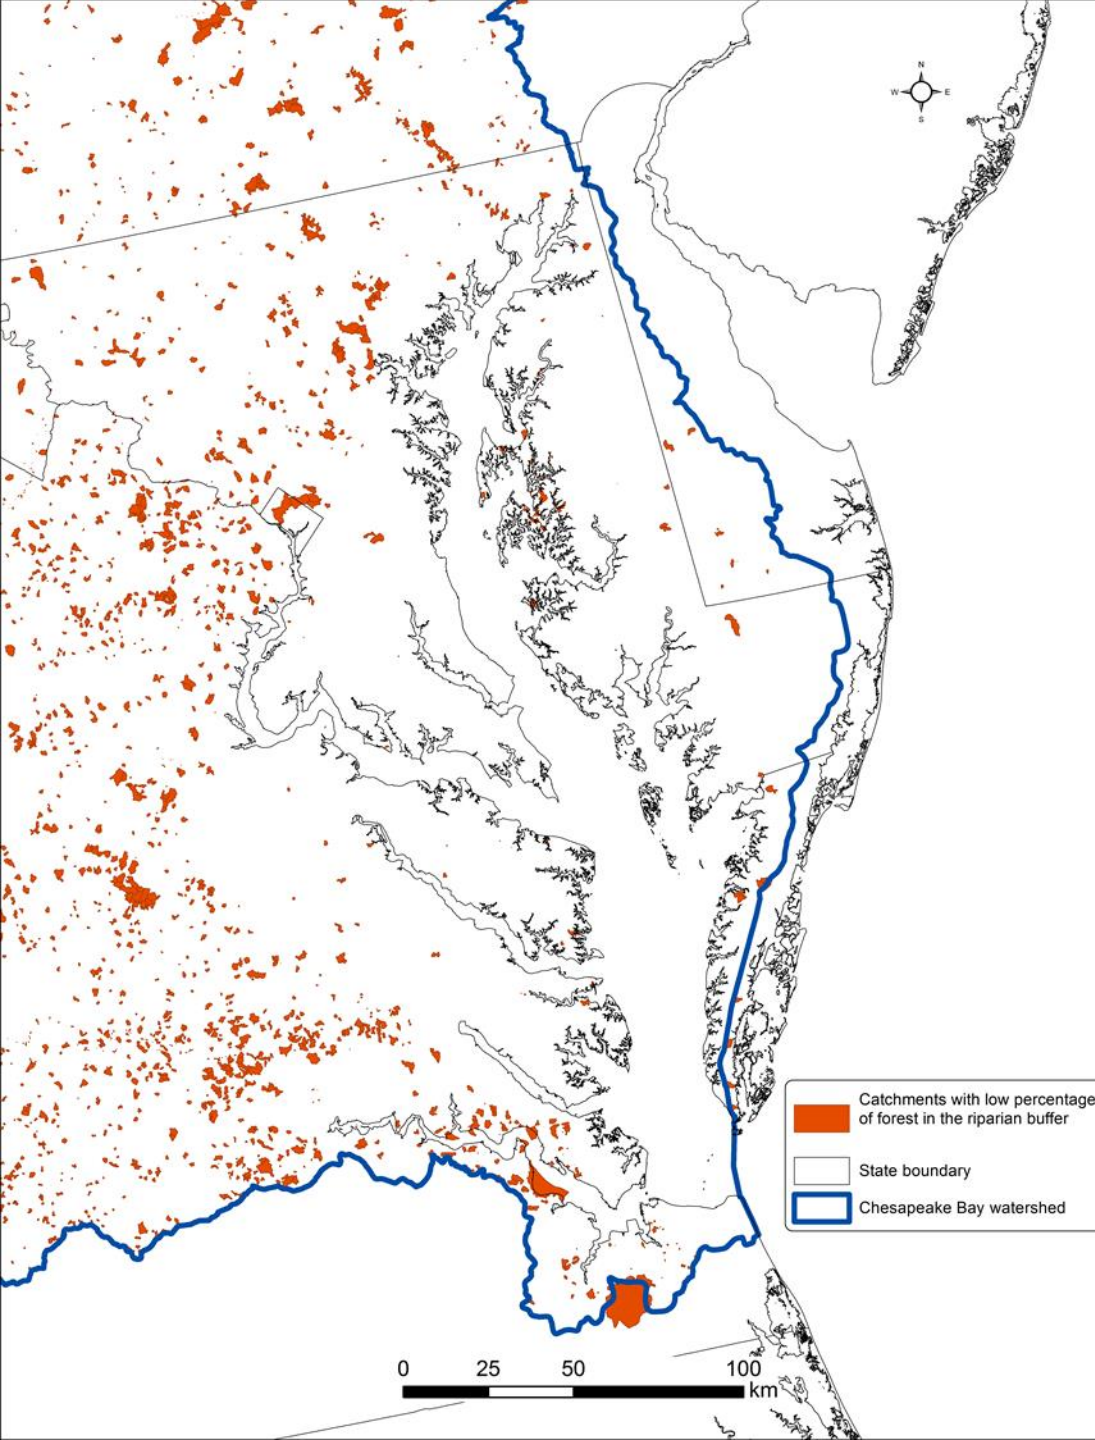 N
W E
S
Catchments with low percentage
of forest in the riparian buffer
State boundary
Chesapeake Bay watershed
0 25 50 100
km